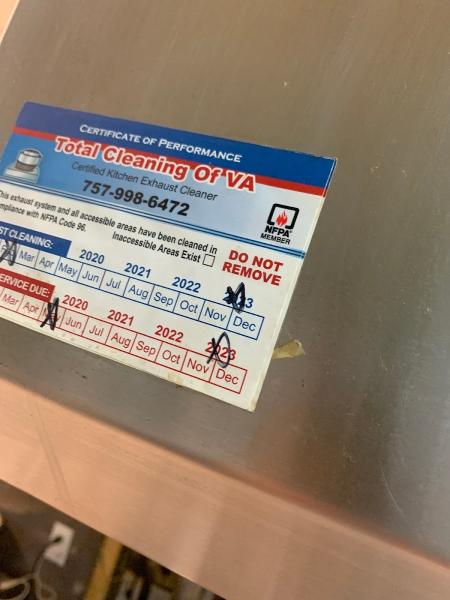 CERTIFICATE OF PERFORMANCE
Total Cleaning Of VA
Certified Kitchen Exhaust Cleaner
757-998-6472
This exhaust system and all accessible areas have been cleaned in
mpliance with NFPA Code 96.
Inaccessible Areas Exist
NFPA
MEMBER
DO NOT
REMOVE
ST CLEANING:
2020 2021 2022 2023
Mar Apr May Jun Jul Aug Sep Oct Nov Dec
SERVICE DUE:
2020 2021 2022 2023
Mar Apr Jun Jul Aug Sep Oct Nov Dec